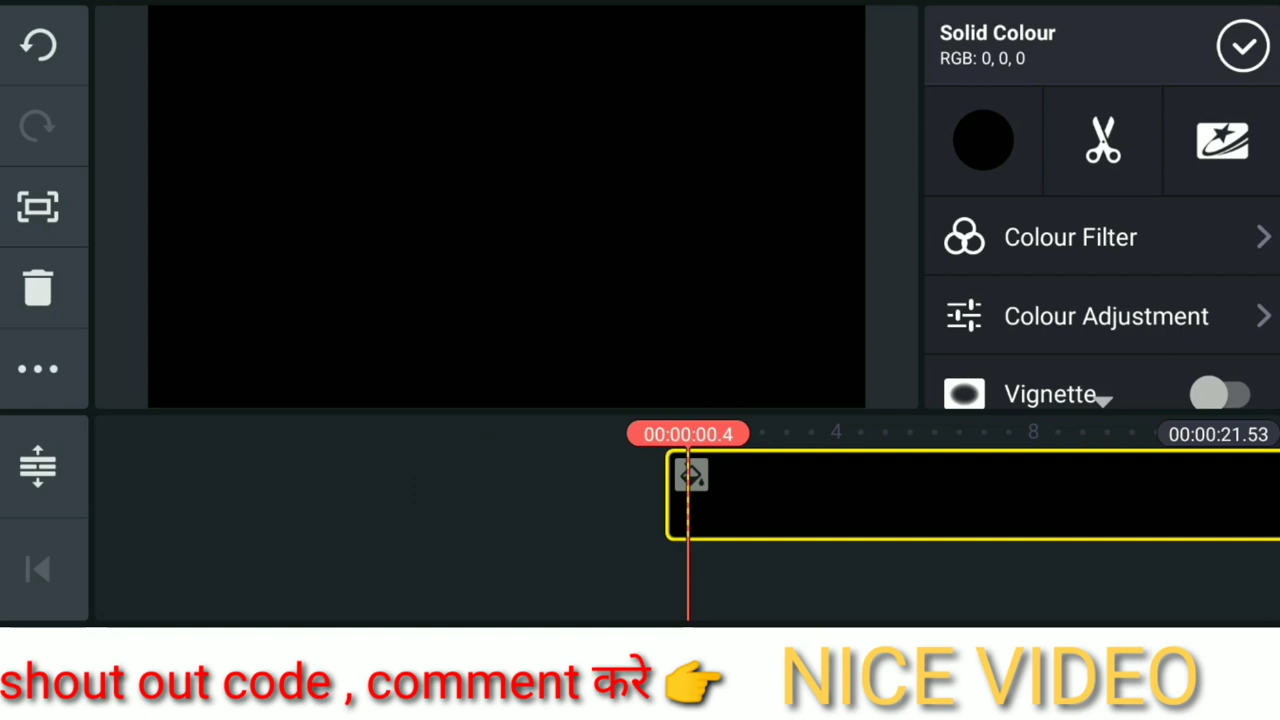 Solid Colour
RGB: 0, 0, 0
Colour Filter
Colour Adjustment
Vignette
00:00:00.4
4
8
00:00:21.53
shout out code , comment करे 👉 NICE VIDEO